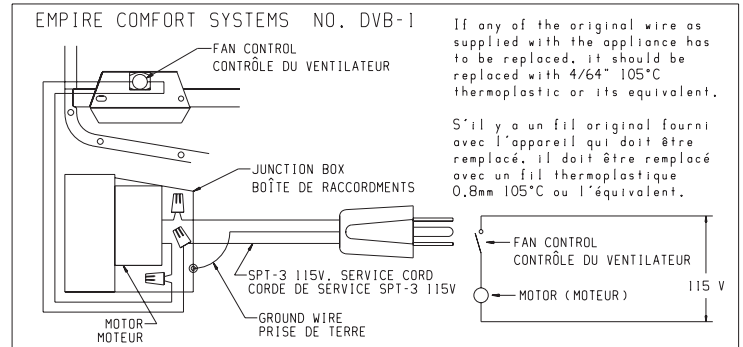 EMPIRE COMFORT SYSTEMS NO. DVB-1
FAN CONTROL
CONTRÔLE DU VENTILATEUR
JUNCTION BOX
BOÎTE DE RACCORDMENTS
SPT-3 115V. SERVICE CORD
CORDE DE SERVICE SPT-3 115V
GROUND WIRE
PRISE DE TERRE
MOTOR
MOTEUR
If any of the original wire as
supplied with the appliance has
to be replaced, it should be
replaced with 4/64" 105°C
thermoplastic or its equivalent.
S'il y a un fil original fourni
avec l'appareil qui doit être
remplacé, il doit être remplacé
avec un fil thermoplastique
0.8mm 105°C ou l'équivalent.
FAN CONTROL
CONTRÔLE DU VENTILATEUR
MOTOR (MOTEUR)
115 V